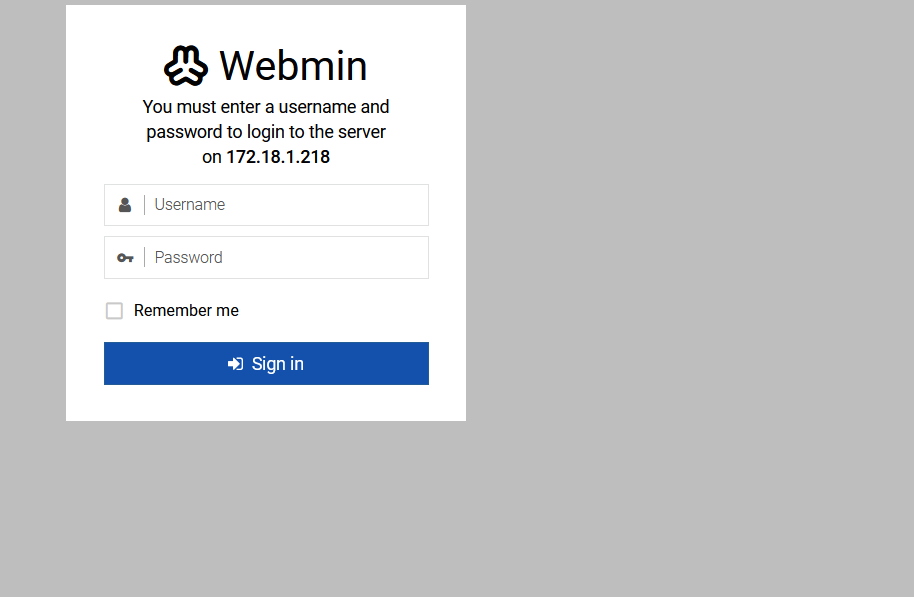 Webmin
You must enter a username and
password to login to the server
on 172.18.1.218
Username
Password
Remember me
Sign in